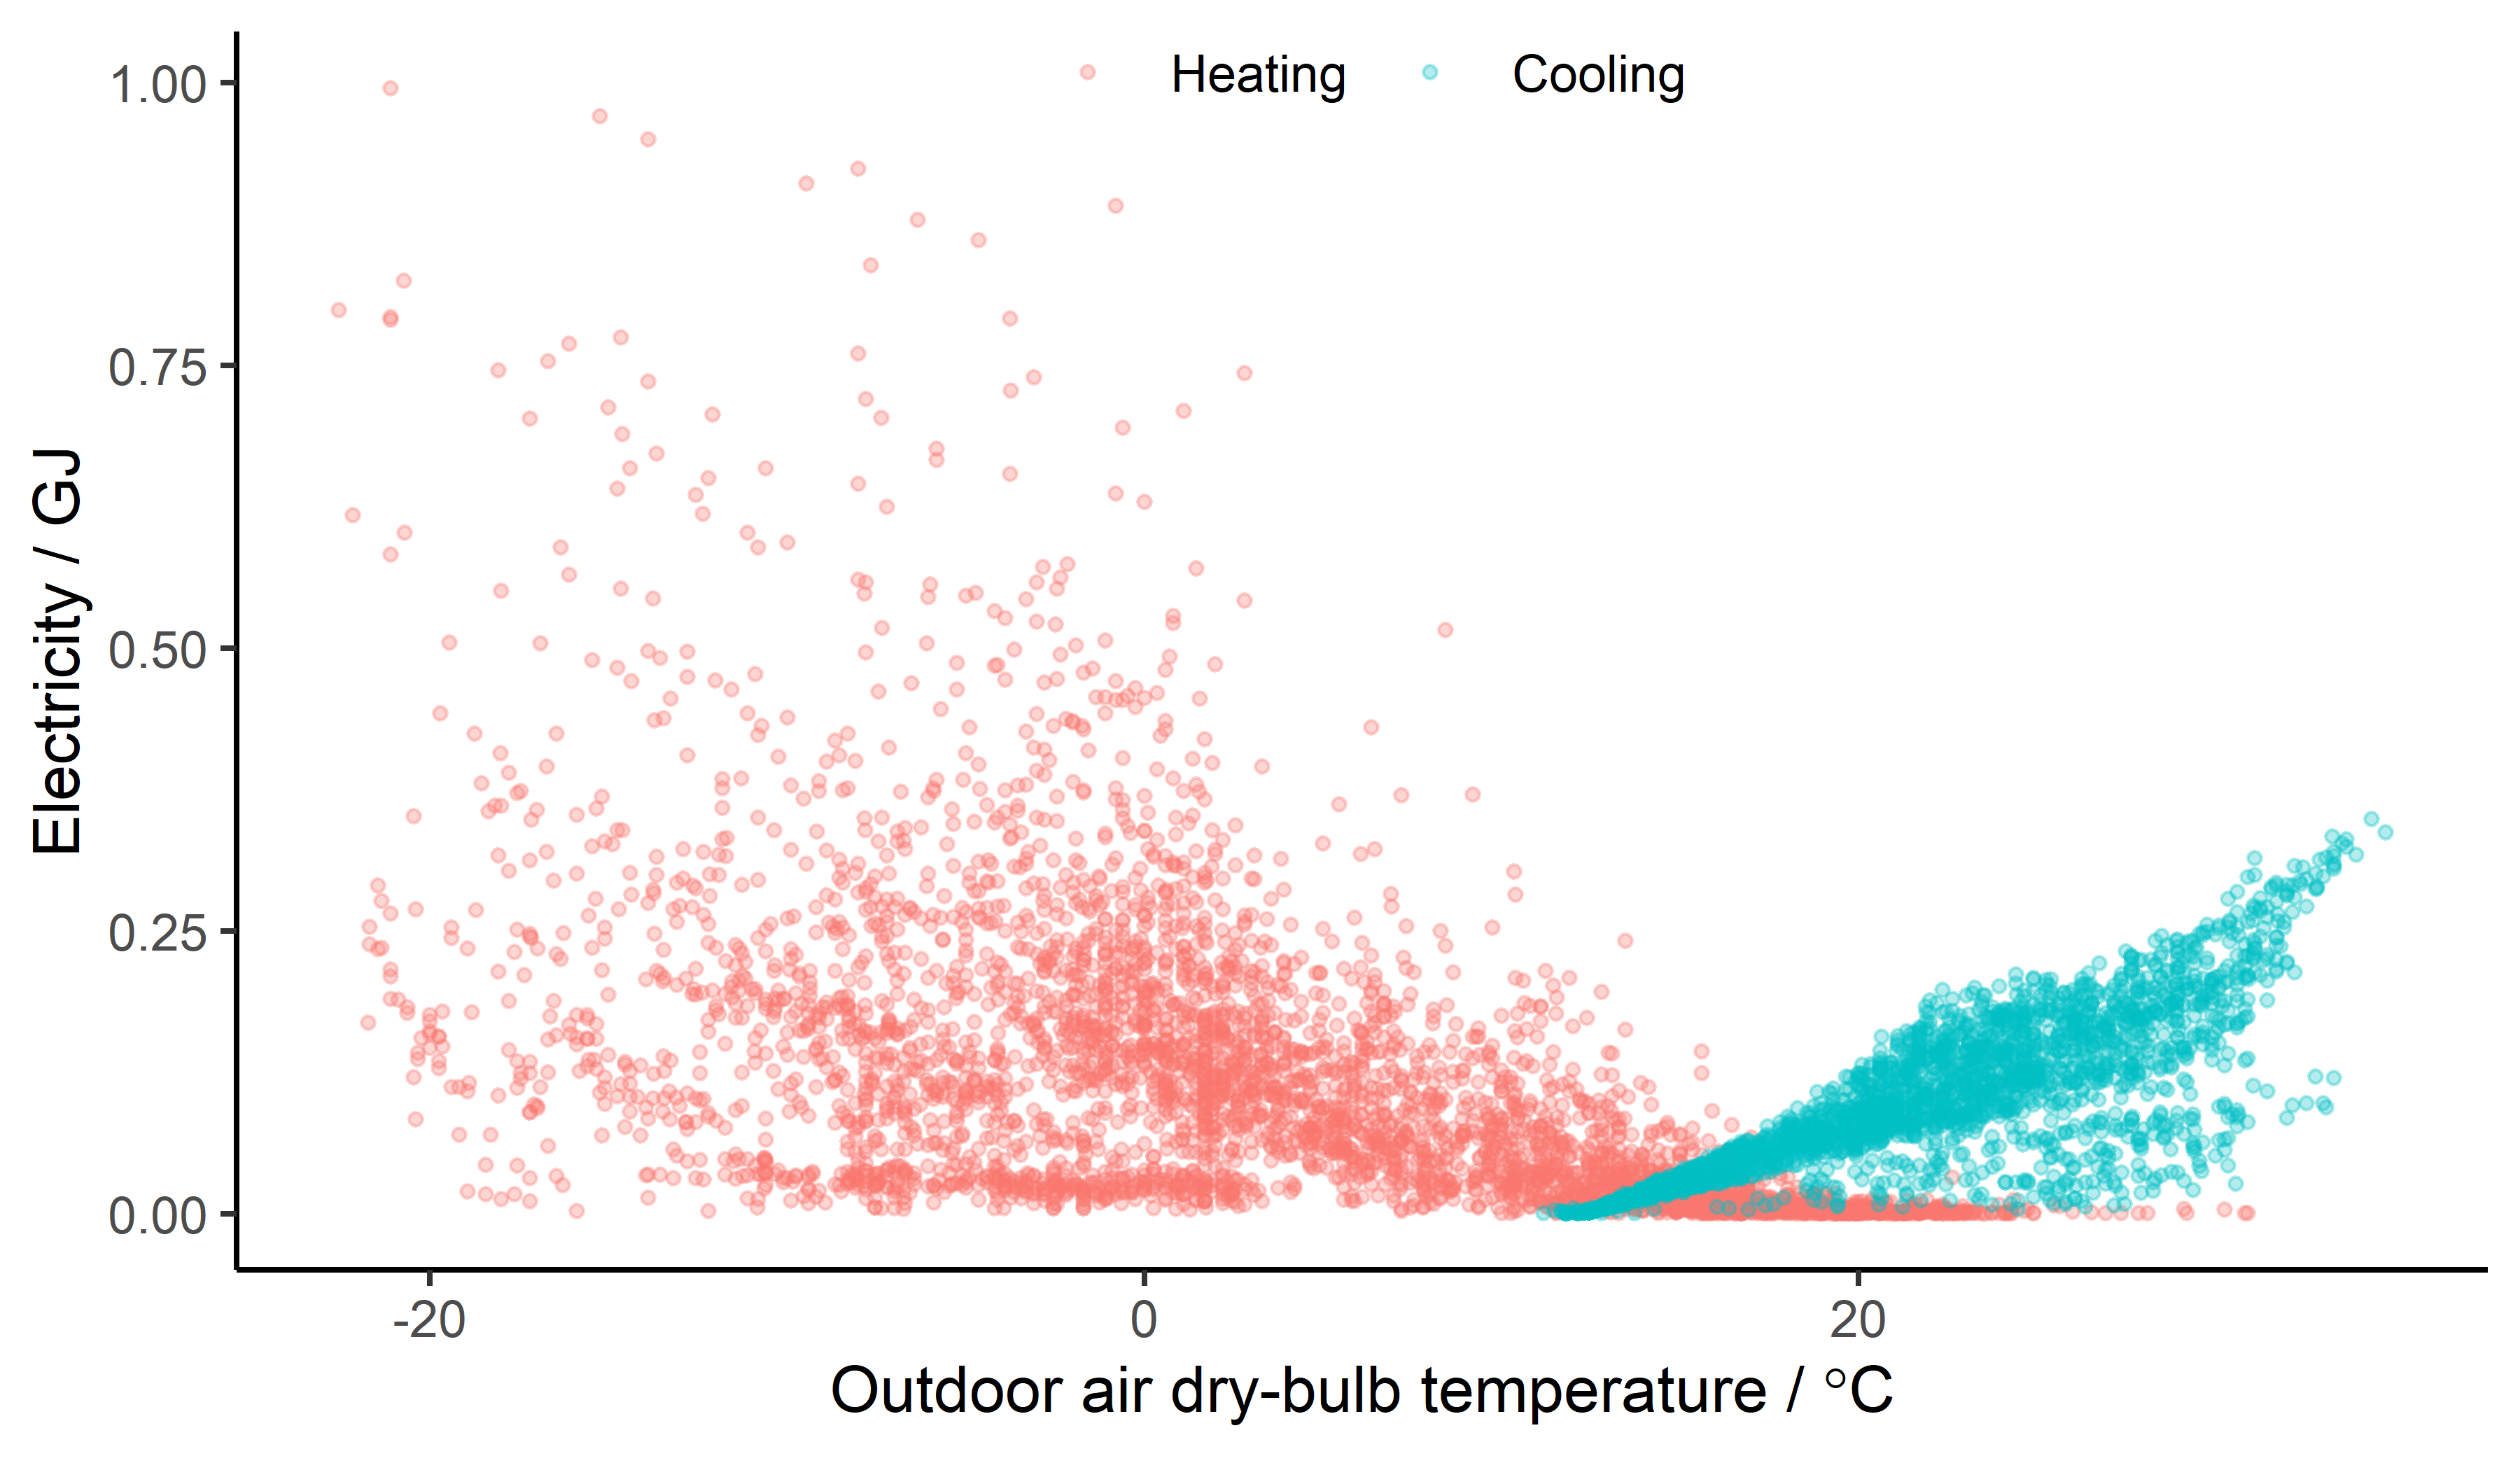 Heating Cooling
1.00
0.75
0.50
0.25
0.00
Electricity / GJ
-20 0 20
Outdoor air dry-bulb temperature / °C